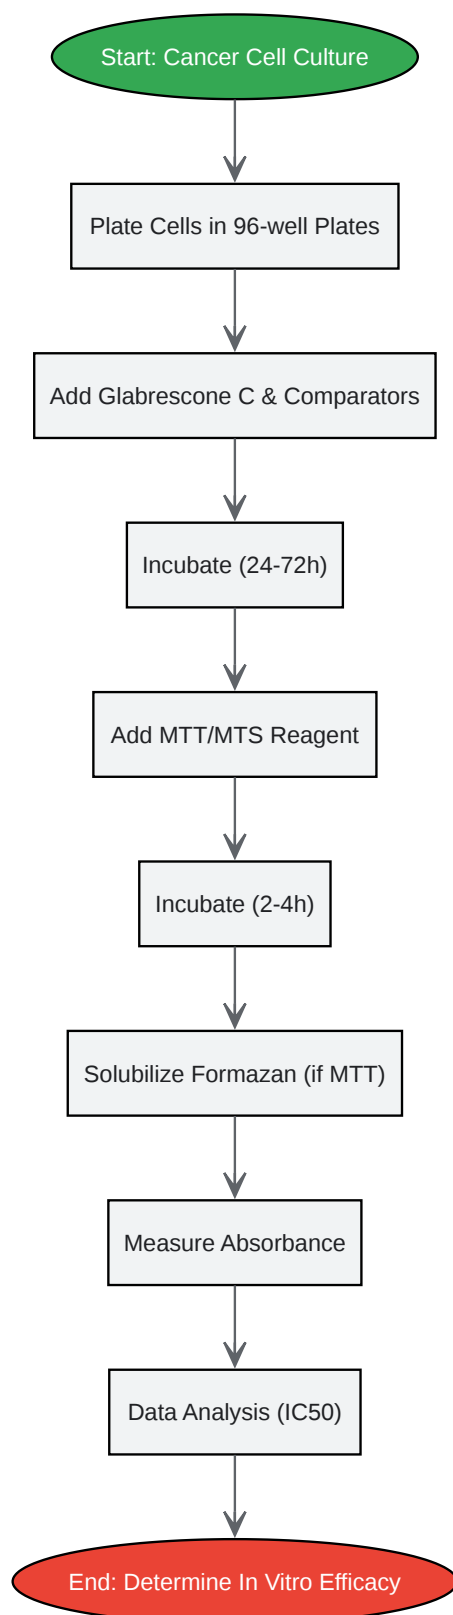 Start: Cancer Cell Culture
Plate Cells in 96-well Plates
Add Glabrescone C & Comparators
Incubate (24-72h)
Add MTT/MTS Reagent
Incubate (2-4h)
Solubilize Formazan (if MTT)
Measure Absorbance
Data Analysis (IC50)
End: Determine In Vitro Efficacy